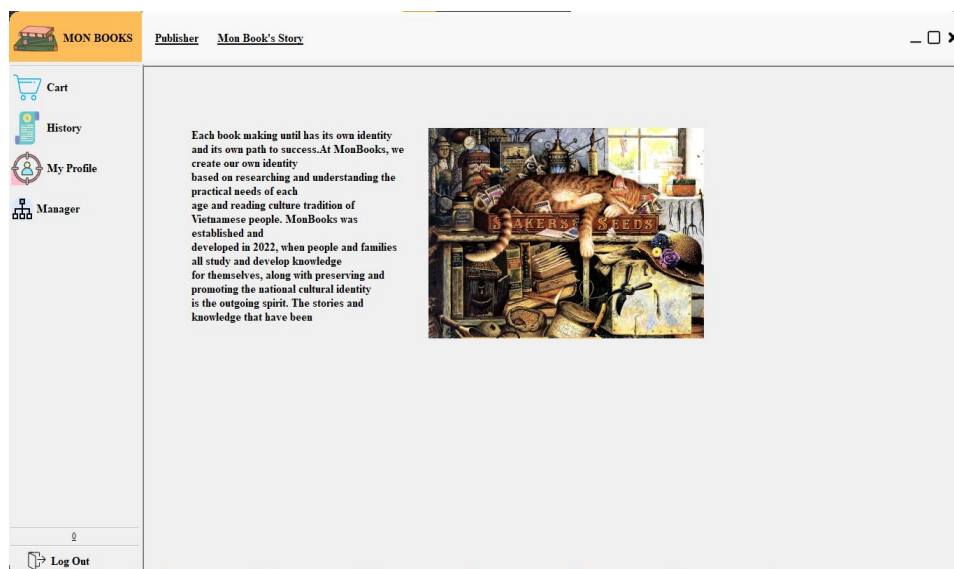 MON BOOKS
Publisher
Mon Book's Story
Cart
History
My Profile
Manager
Each book making until has its own identity
and its own path to success.At MonBooks, we
create our own identity
based on researching and understanding the
practical needs of each
age and reading culture tradition of
Vietnamese people. MonBooks was
established and
developed in 2022, when people and families
all study and develop knowledge
for themselves, along with preserving and
promoting the national cultural identity
is the outgoing spirit. The stories and
knowledge that have been
SHAKER'S SEEDS
0
Log Out